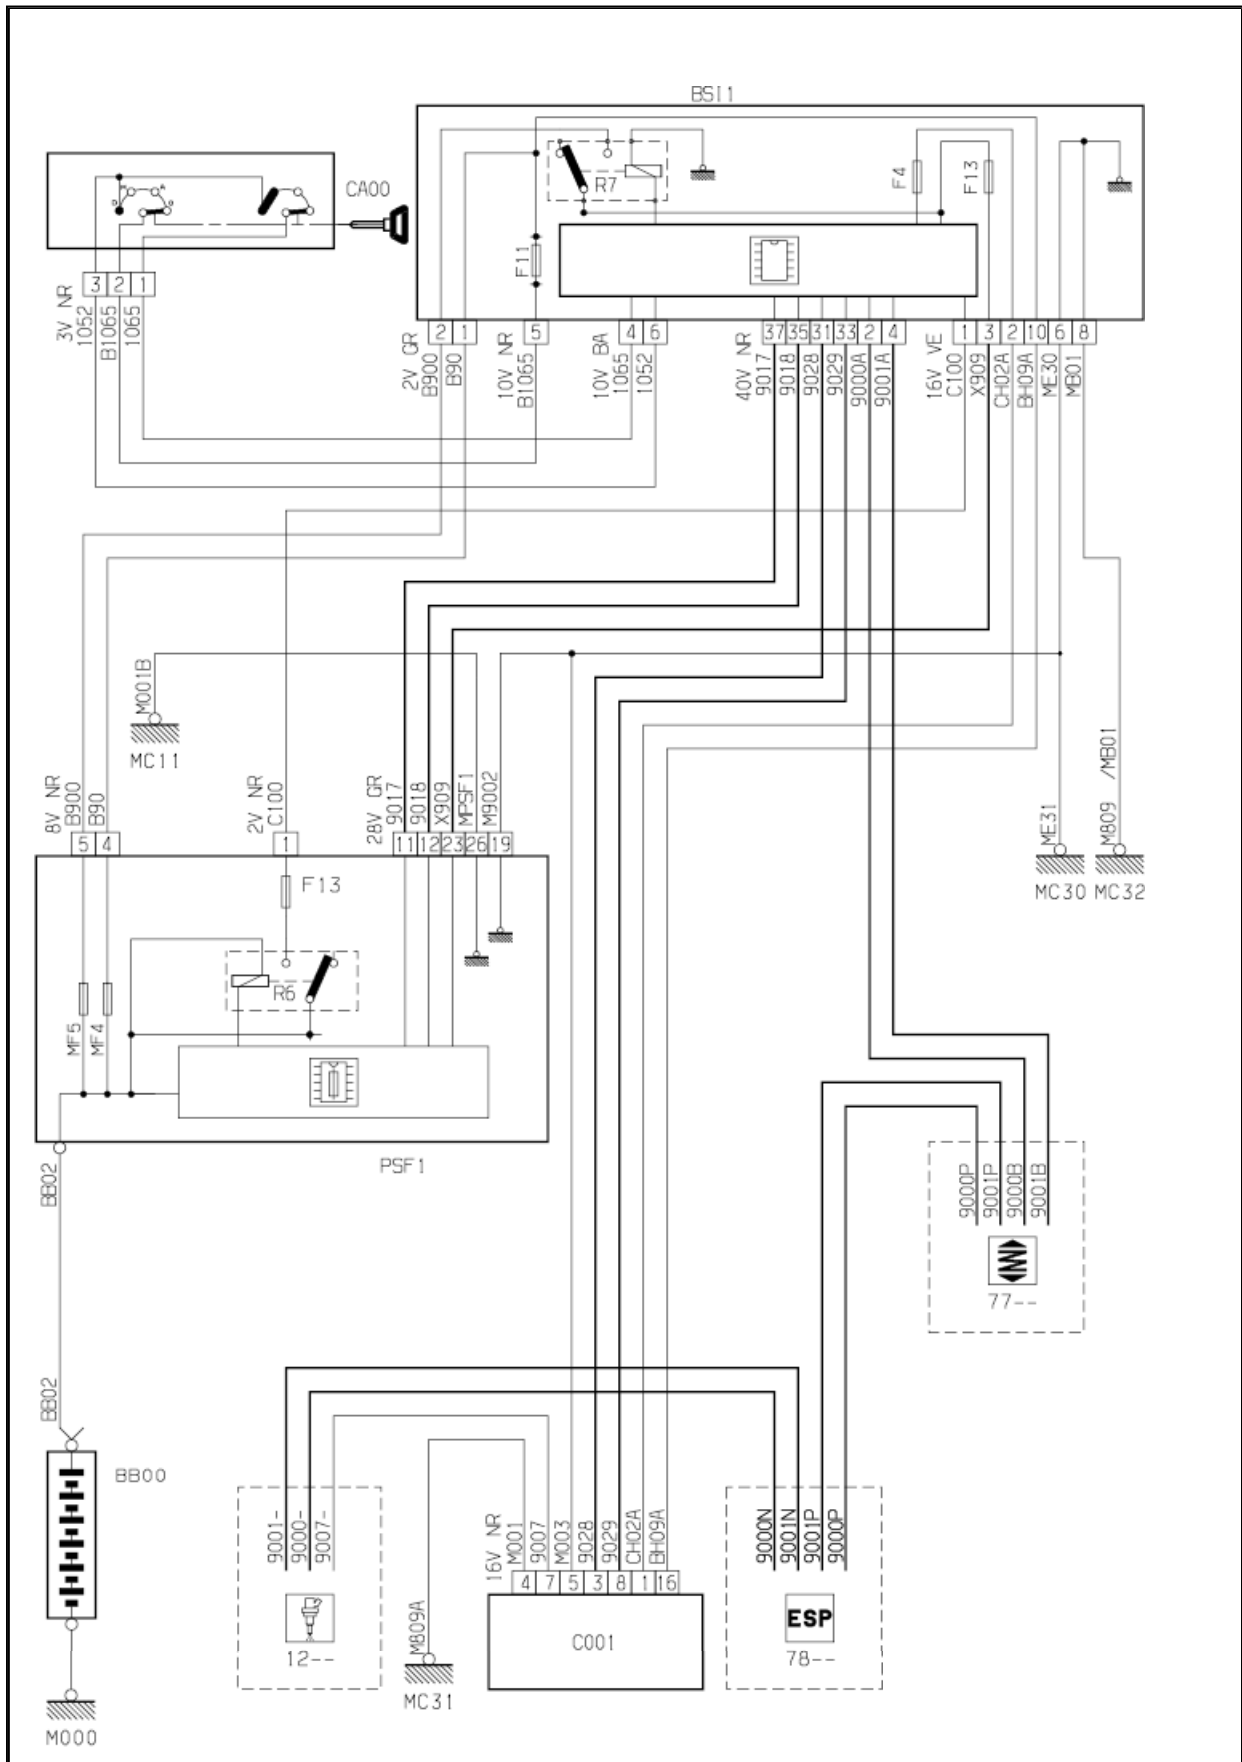 BSI1
CA00
R7
F4
F13
F11
3 2 1
3V NR
1052
B1065
1065
2 1
5
4 6
37 35 31 33 2 4
1 3 2 10 6 8
2V GR
B900
B90
10V NR
B1065
10V BA
1065
1052
40V NR
9017
9018
9028
9029
9000A
9001A
16V VE
C100
X909
CH02A
BH09A
ME30
MB01
M001B
MC11
8V NR
B900
B90
2V NR
C100
28V GR
9017
9018
X909
MPSF1
M9002
5 4
1
11 12 23 26 19
ME31
M809 /MB01
MC30
MC32
F13
R6
MF5
MF4
PSF1
BB02
9000P
9001P
9000B
9001B
77--
BB02
BB00
M000
9001-
9000-
9007-
12--
M809A
MC31
16V NR
M001
9007
M003
9028
9029
CH02A
BH09A
4 7 5 3 8 1 16
C001
9000N
9001N
9001P
9000P
ESP
78--